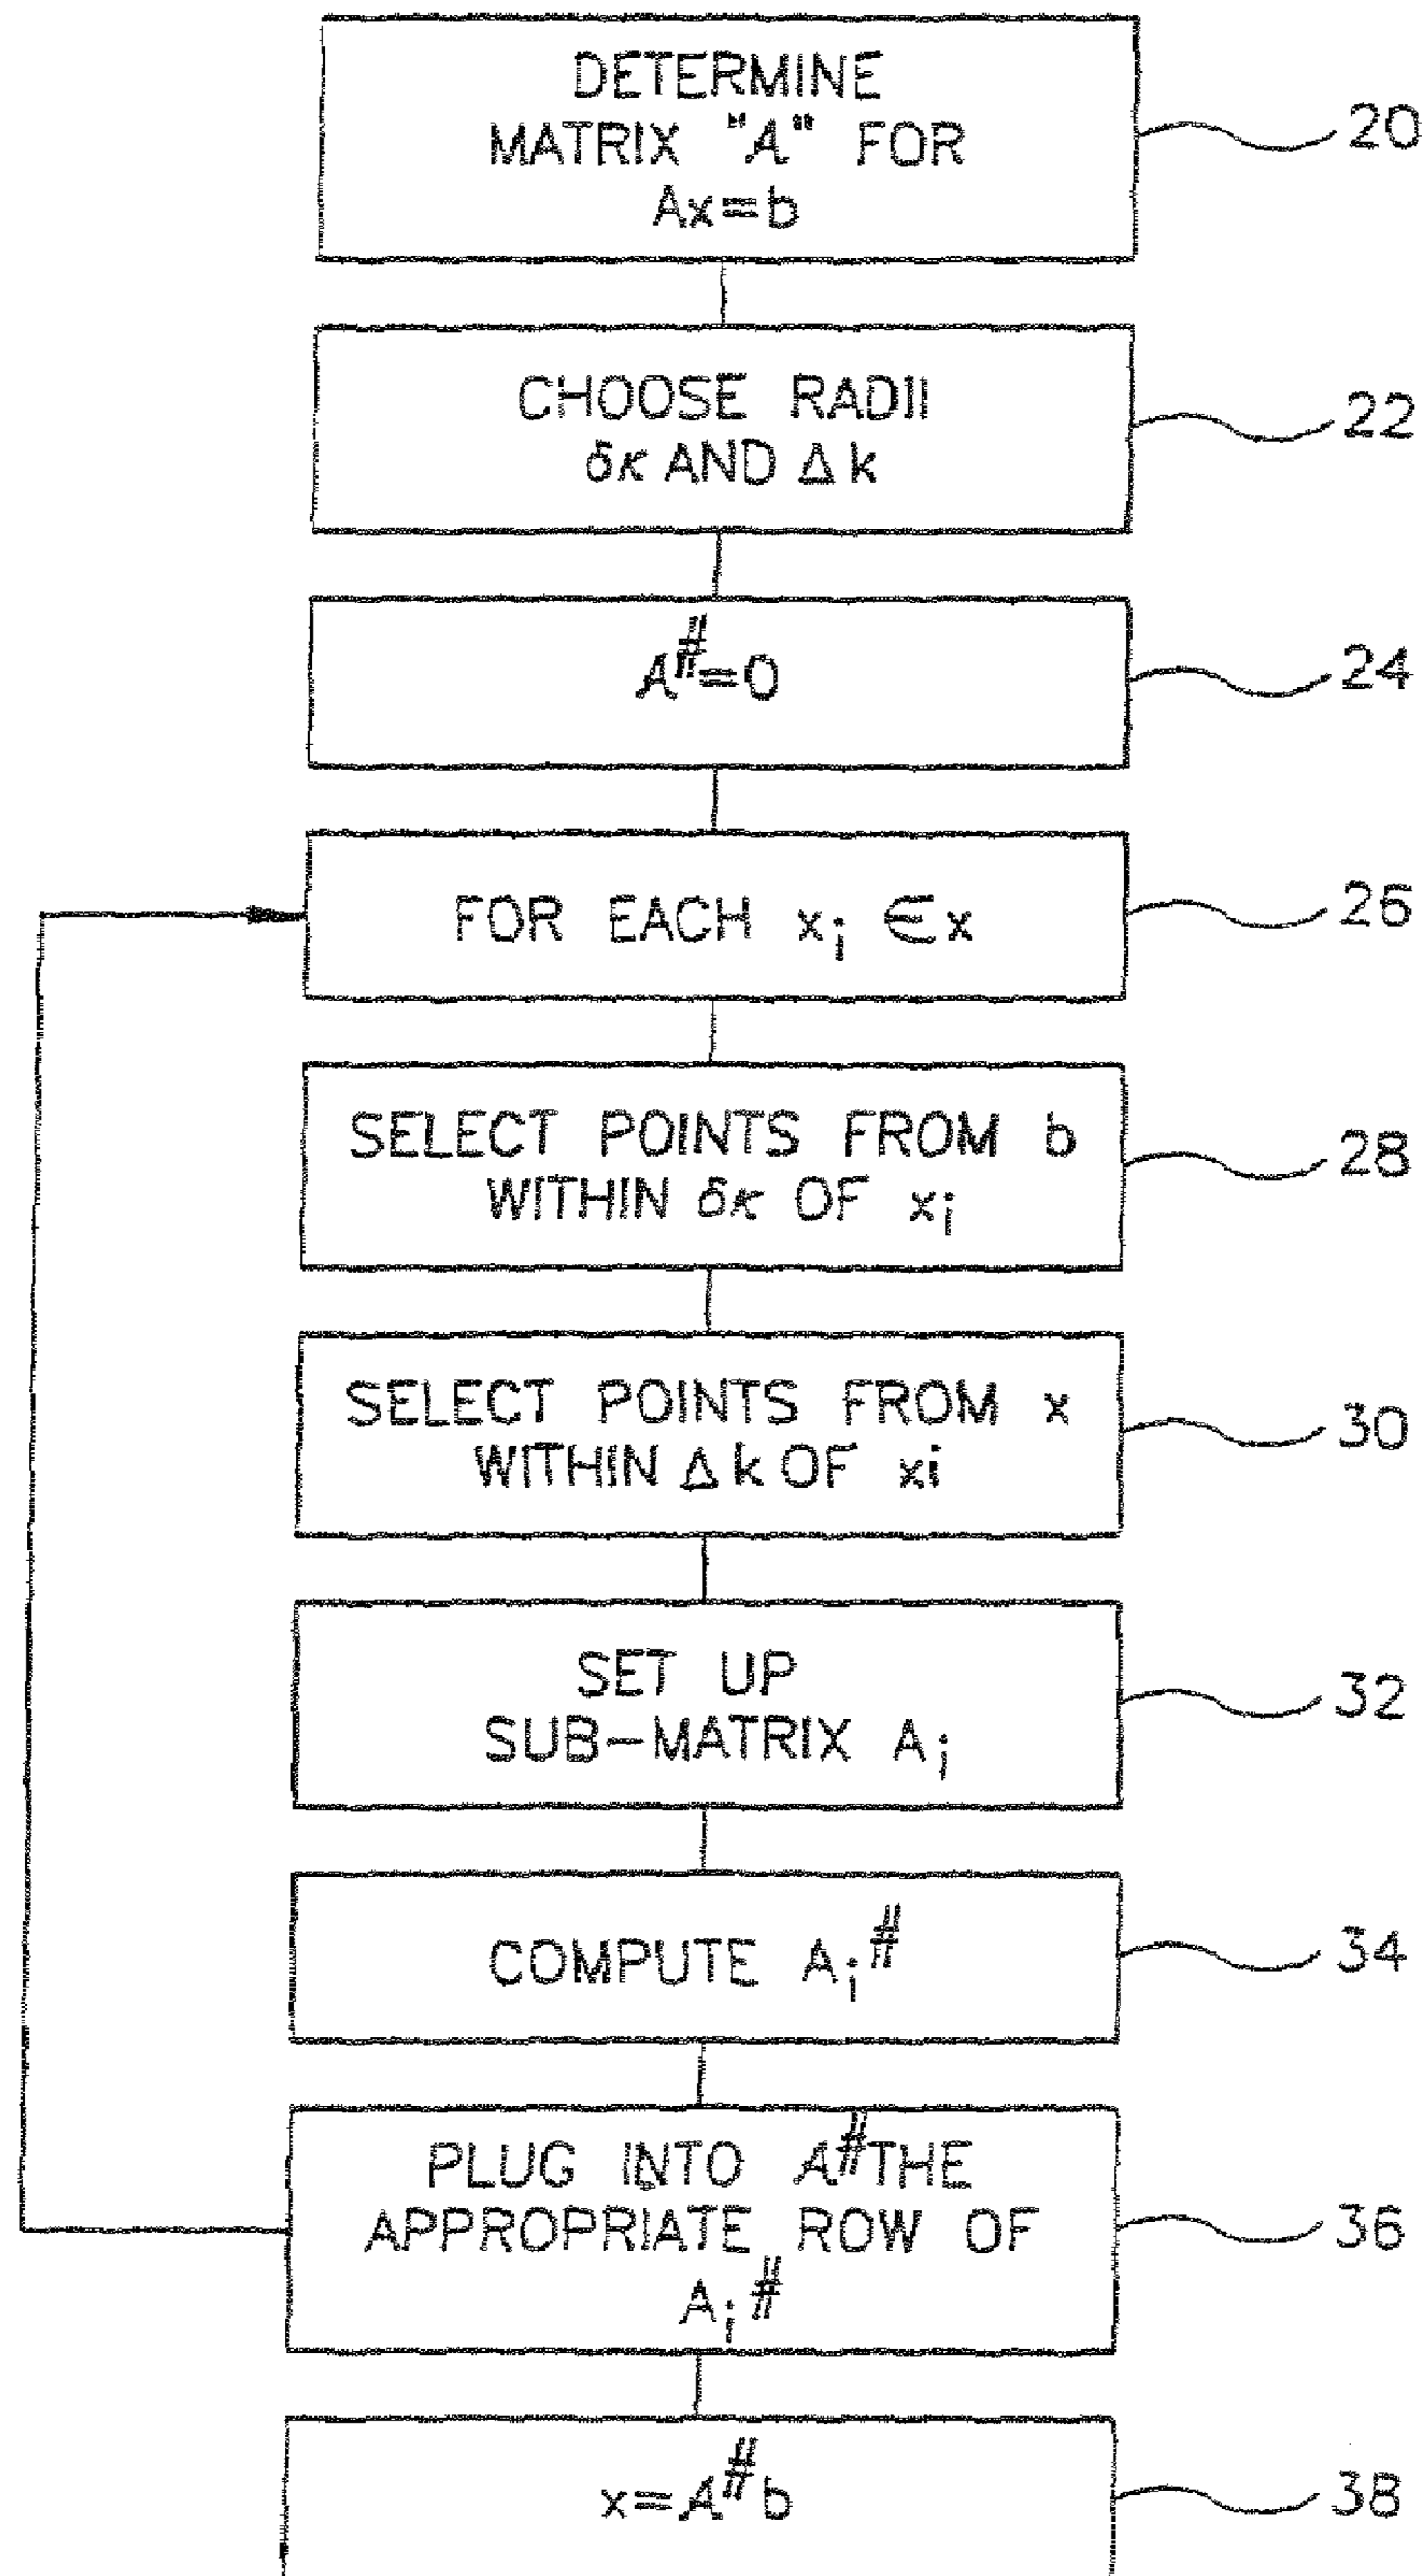 DETERMINE
MATRIX "A" FOR
Ax=b
20
CHOOSE RADII
δκ AND Δk
22
A#=0
24
FOR EACH xi ∈x
26
SELECT POINTS FROM b
WITHIN δκ OF xi
28
SELECT POINTS FROM x
WITHIN Δk OF xi
30
SET UP
SUB-MATRIX Ai
32
COMPUTE Ai#
34
PLUG INTO A# THE
APPROPRIATE ROW OF
Ai#
36
x=A#b
38